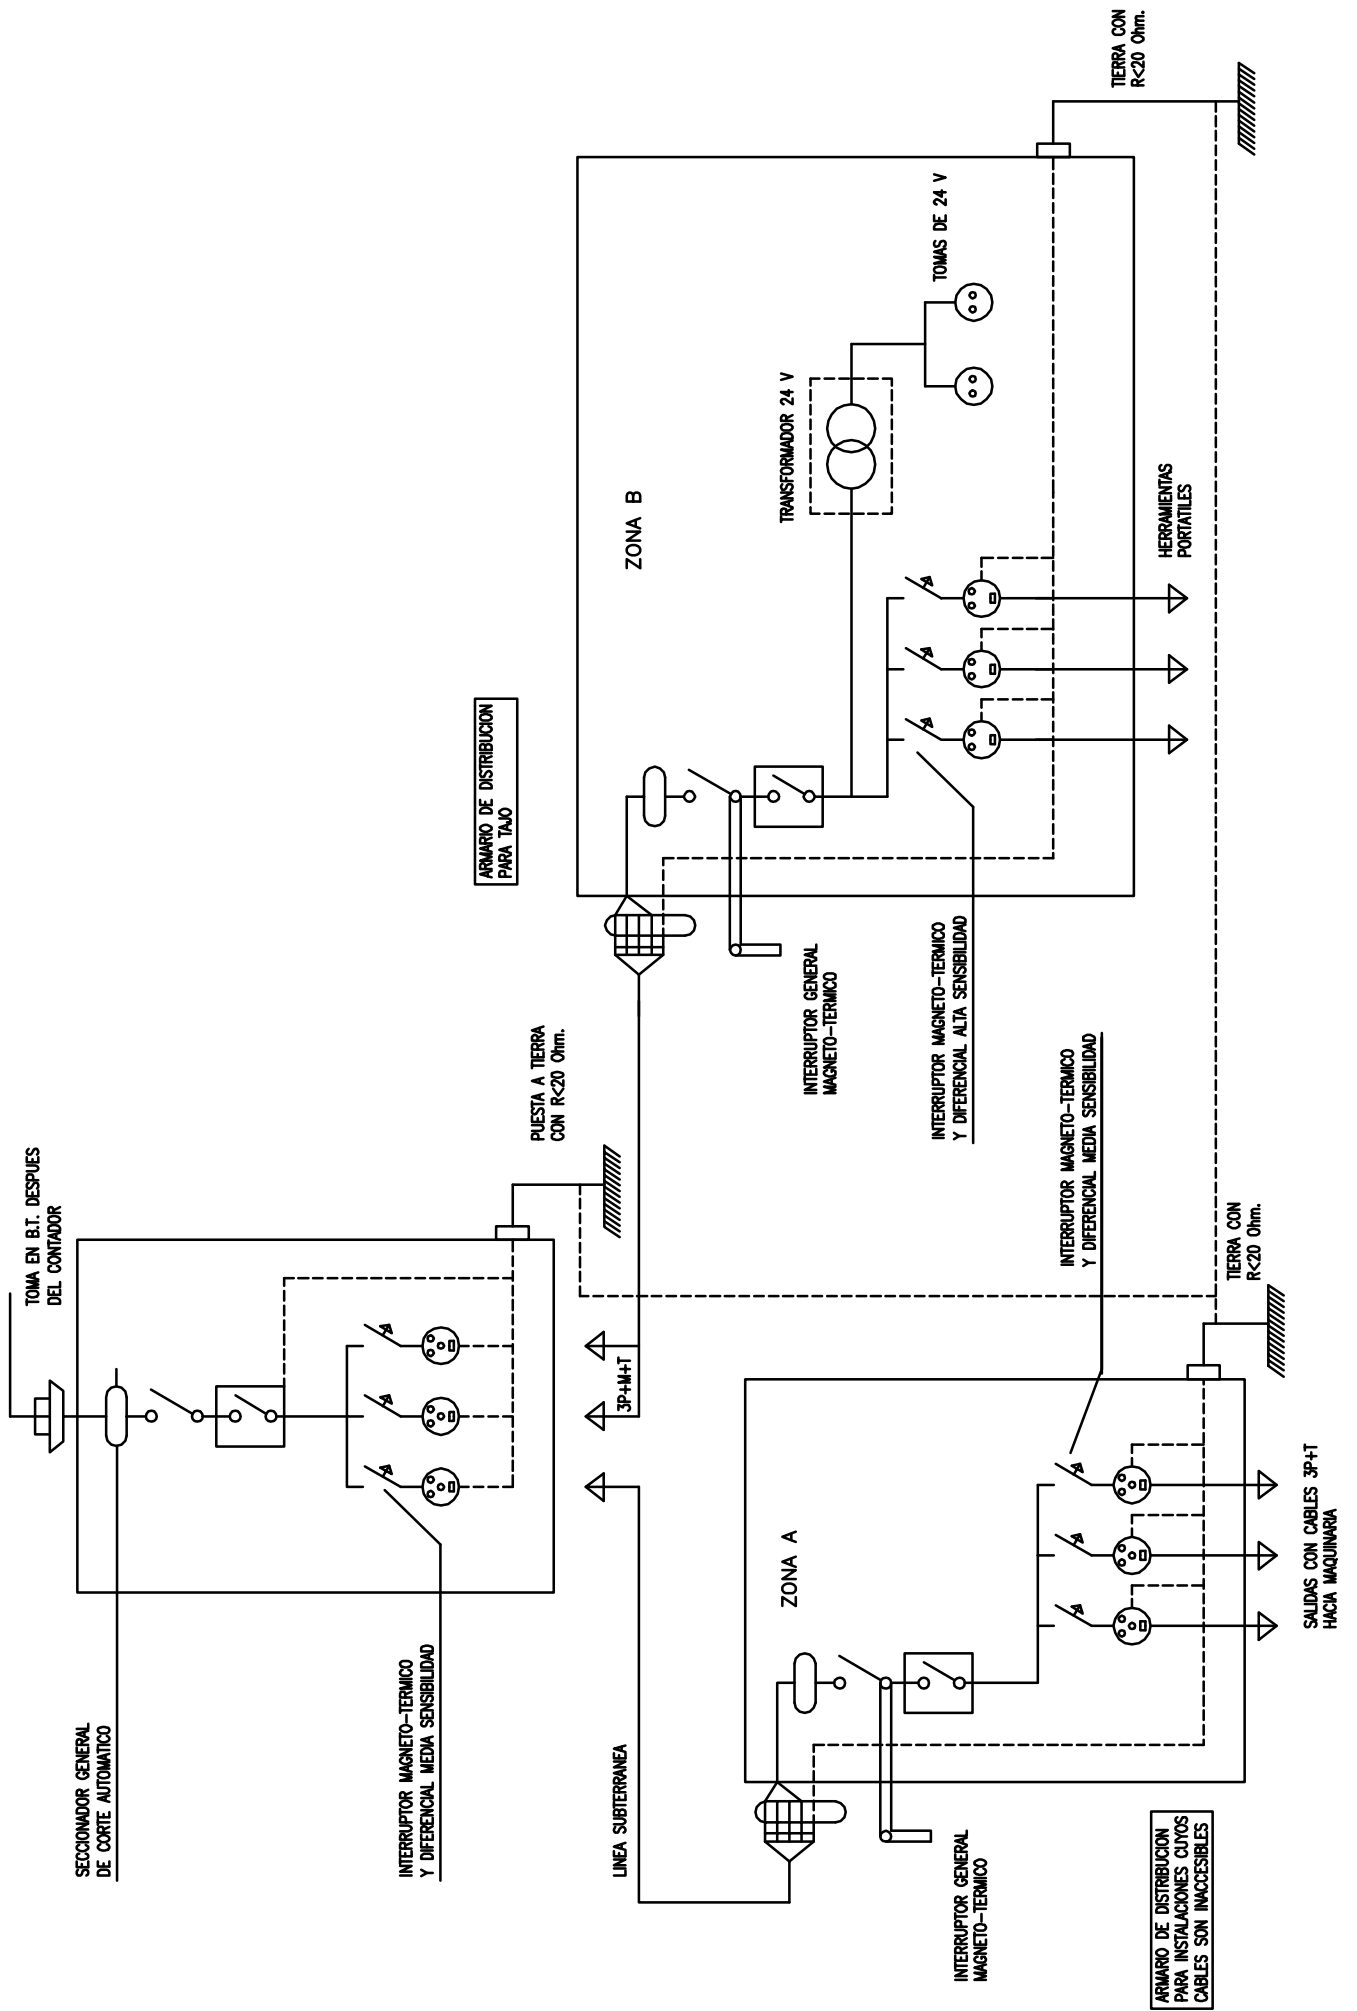 TOMA EN B.T. DESPUES
DEL CONTADOR
SECCIONADOR GENERAL
DE CORTE AUTOMATICO
INTERRUPTOR MAGNETO-TERMICO
Y DIFERENCIAL MEDIA SENSIBILIDAD
PUESTA A TIERRA
CON R<20 Ohm.
ARMARIO DE DISTRIBUCION
PARA TAJO
ZONA B
TRANSFORMADOR 24 V
TOMAS DE 24 V
TIERRA CON
R<20 Ohm.
LINEA SUBTERRANEA
3P+M+T
INTERRUPTOR GENERAL
MAGNETO-TERMICO
INTERRUPTOR MAGNETO-TERMICO
Y DIFERENCIAL ALTA SENSIBILIDAD
HERRAMIENTAS
PORTATILES
ZONA A
INTERRUPTOR MAGNETO-TERMICO
Y DIFERENCIAL MEDIA SENSIBILIDAD
INTERRUPTOR GENERAL
MAGNETO-TERMICO
TIERRA CON
R<20 Ohm.
ARMARIO DE DISTRIBUCION
PARA INSTALACIONES CUYOS
CABLES SON INACCESIBLES
SALIDAS CON CABLES 3P+T
HACIA MAQUINARIA